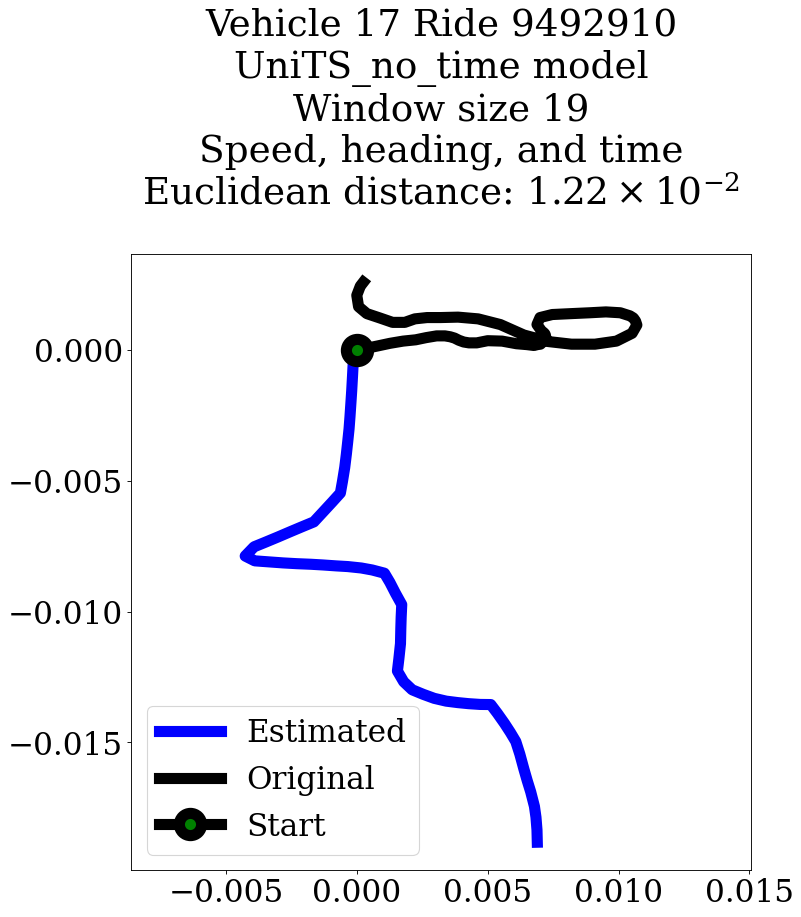 Vehicle 17 Ride 9492910
UniTS_no_time model
Window size 19
Speed, heading, and time
Euclidean distance: 1.22 × 10⁻²
0.000
−0.005
−0.010
−0.015
Estimated
Original
Start
−0.005 0.000 0.005 0.010 0.015